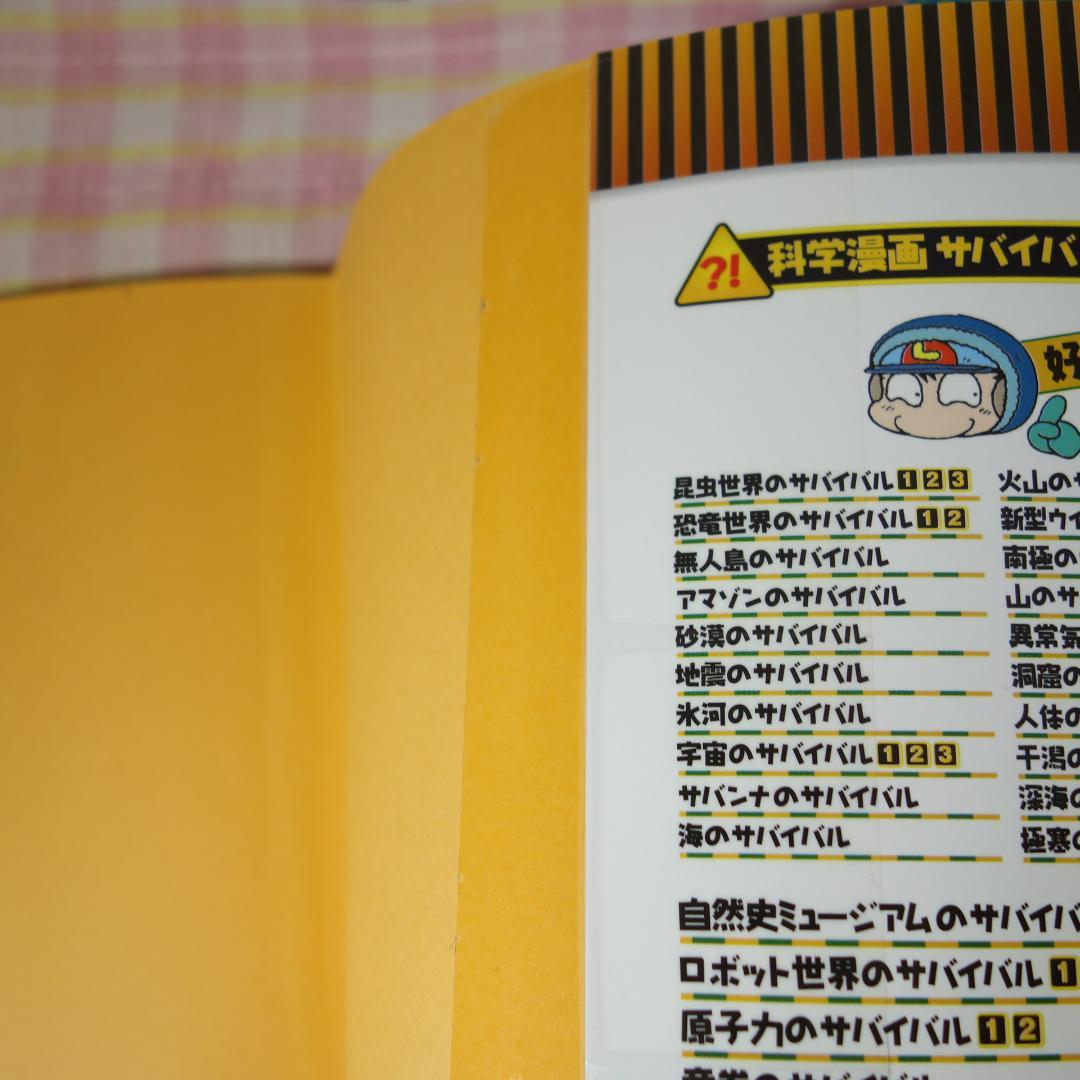 ?!
科学漫画 サバイバ
好
昆虫世界のサバイバル 1 2 3
恐竜世界のサバイバル 1 2
無人島のサバイバル
アマゾンのサバイバル
砂漠のサバイバル
地震のサバイバル
氷河のサバイバル
宇宙のサバイバル 1 2 3
サバンナのサバイバル
海のサバイバル
火山の
新型ウイ
南極の
山のサ
異常気
洞窟の
人体の
干潟の
深海の
極寒の
自然史ミュージアムのサバイバ
ロボット世界のサバイバル 1
原子力のサバイバル 1 2